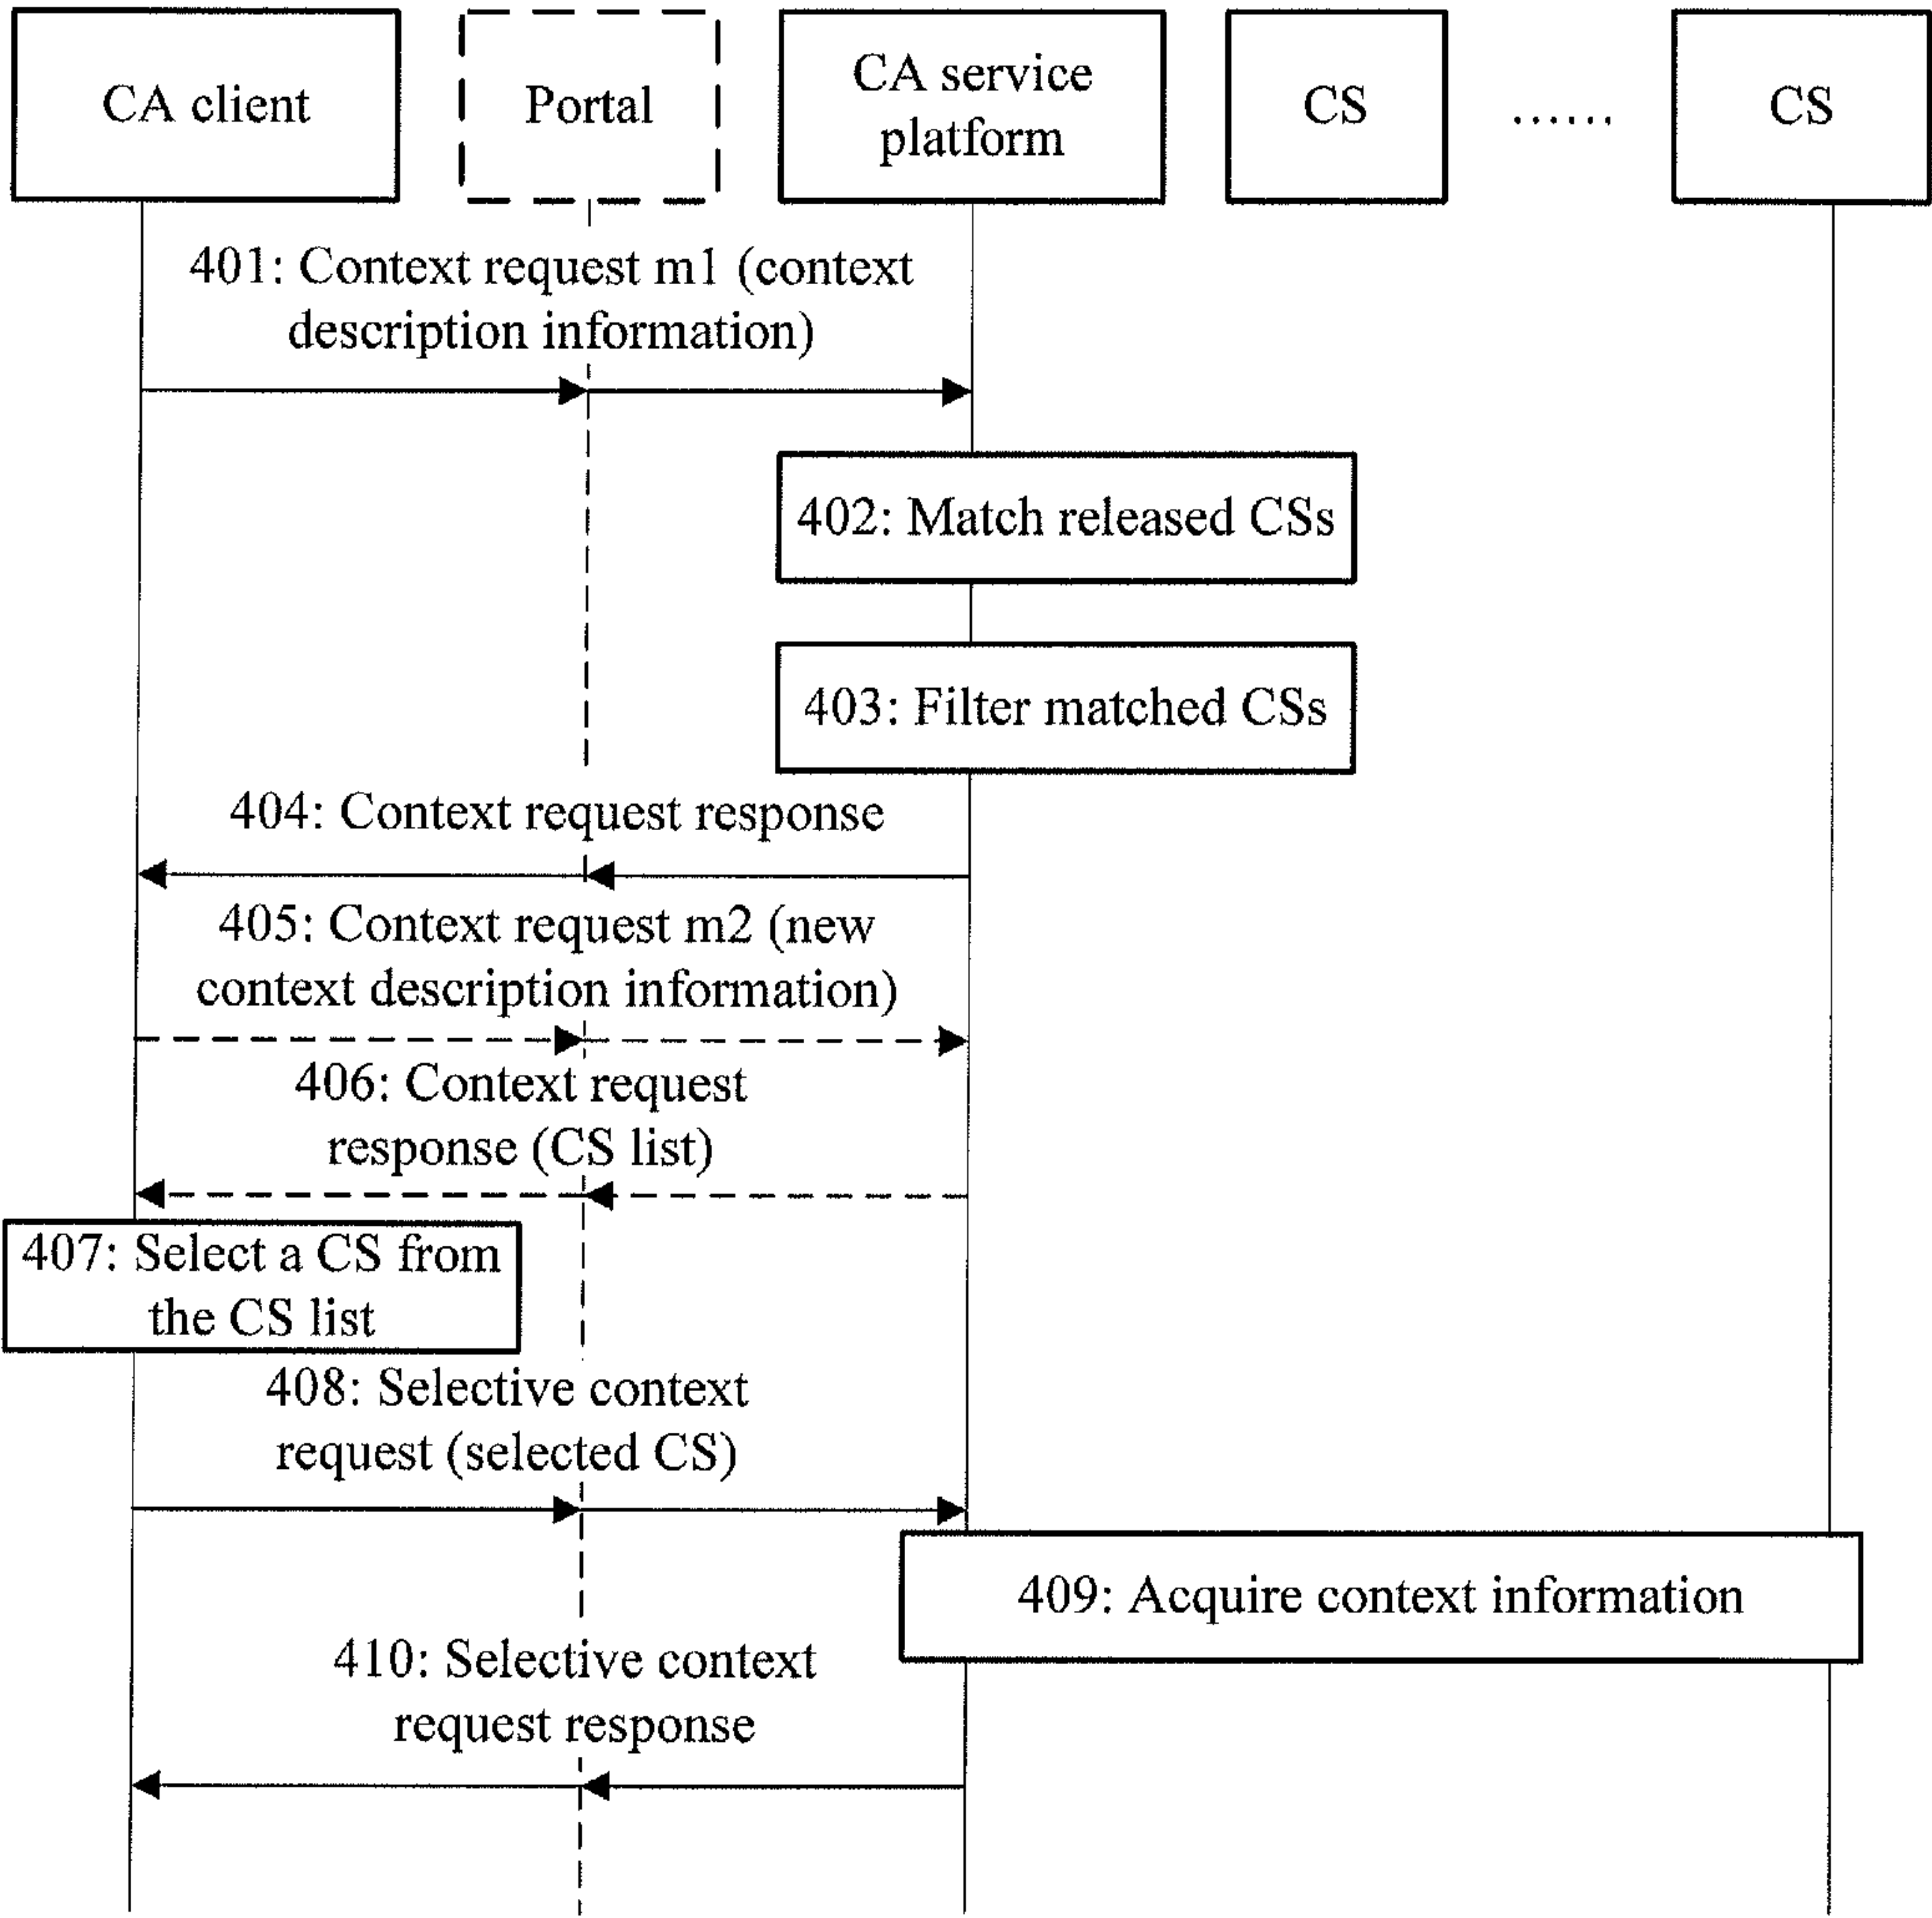 CA client
Portal
CA service
platform
CS
......
CS
401: Context request m1 (context
description information)
402: Match released CSs
403: Filter matched CSs
404: Context request response
405: Context request m2 (new
context description information)
406: Context request
response (CS list)
407: Select a CS from
the CS list
408: Selective context
request (selected CS)
409: Acquire context information
410: Selective context
request response